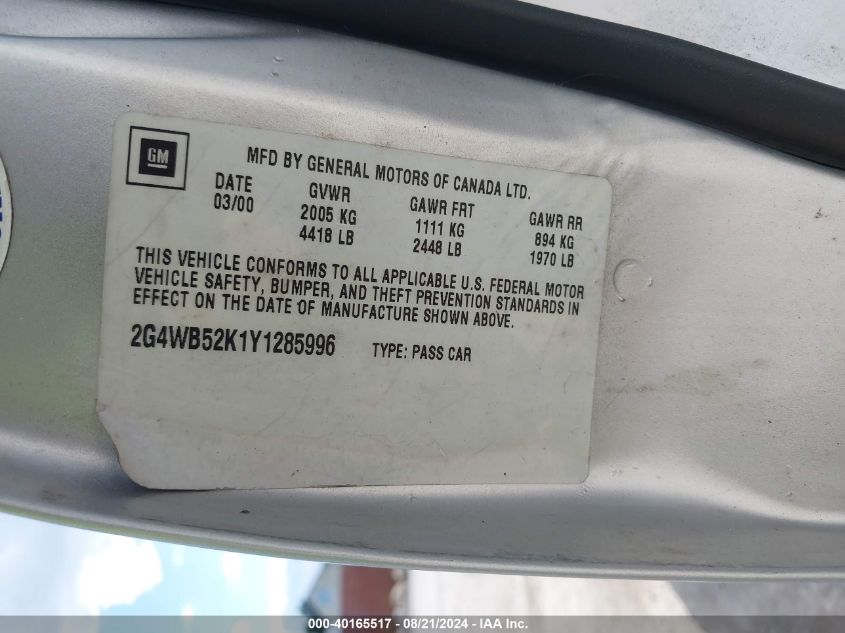 GM
MFD BY GENERAL MOTORS OF CANADA LTD.
DATE GVWR GAWR FRT GAWR RR
03/00 2005 KG 1111 KG 894 KG
4418 LB 2448 LB 1970 LB
THIS VEHICLE CONFORMS TO ALL APPLICABLE U.S. FEDERAL MOTOR
VEHICLE SAFETY, BUMPER, AND THEFT PREVENTION STANDARDS IN
EFFECT ON THE DATE OF MANUFACTURE SHOWN ABOVE.
2G4WB52K1Y1285996 TYPE: PASS CAR
000-40165517 - 08/21/2024 - IAA Inc.